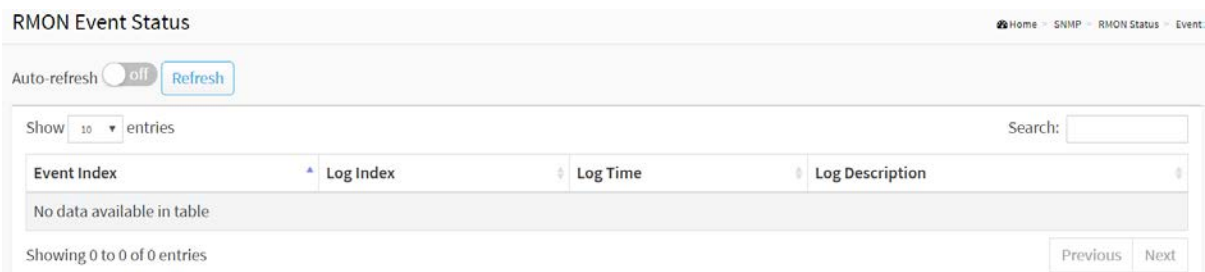 RMON Event Status
Home > SNMP > RMON Status > Event
Auto-refresh off Refresh
Show 10 entries
Search:
Event Index Log Index Log Time Log Description
No data available in table
Showing 0 to 0 of 0 entries
Previous Next